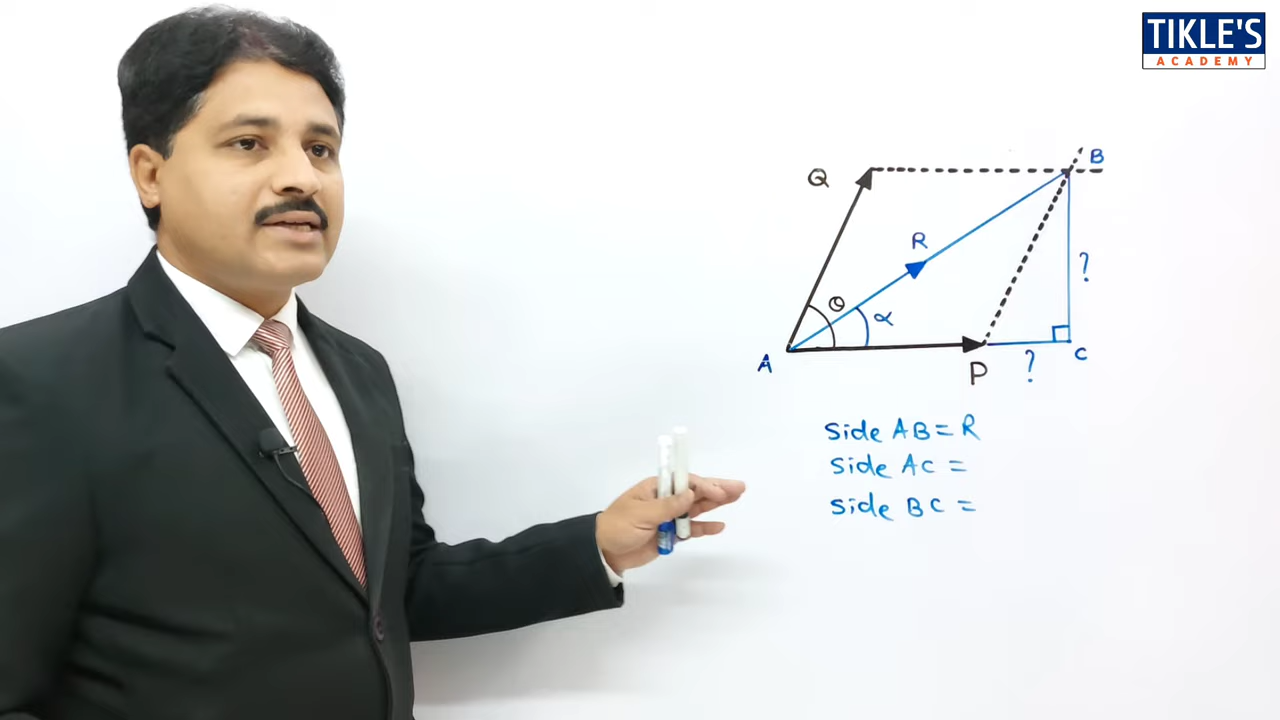 TIKLE'S
ACADEMY
B
Q
R
?
θ
α
A
P
?
C
Side AB = R
Side AC =
Side BC =